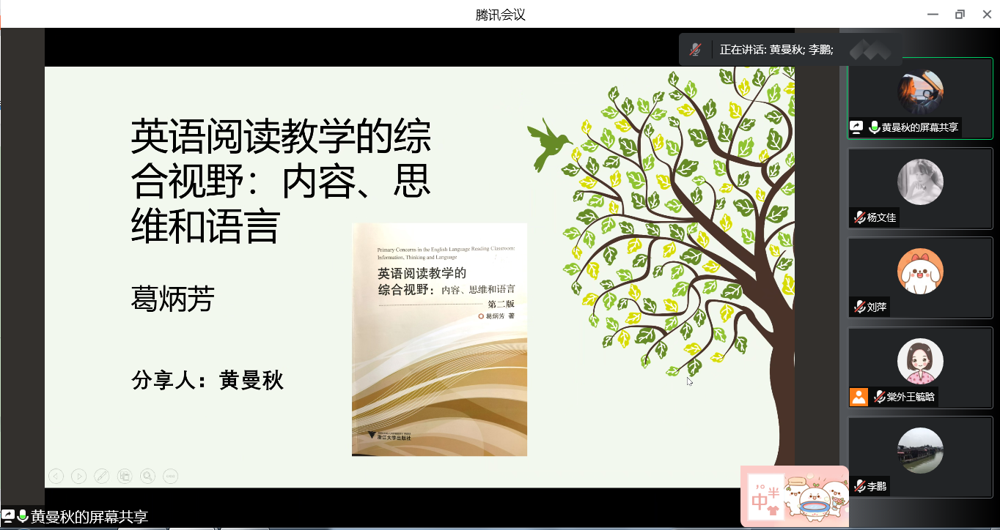 腾讯会议
正在讲话: 黄曼秋; 李鹏;
英语阅读教学的综
合视野：内容、思
维和语言
葛炳芳
分享人：黄曼秋
Primary Concerns in the English Language Reading Classroom:
Information, Thinking and Language
英语阅读教学的
综合视野：内容、思维和语言
第二版
葛炳芳 著
ZHEJIANG UNIVERSITY PRESS
浙江大学出版社
黄曼秋的屏幕共享
杨文佳
刘萍
棠外王毓晗
李鹏
中
半
黄曼秋的屏幕共享